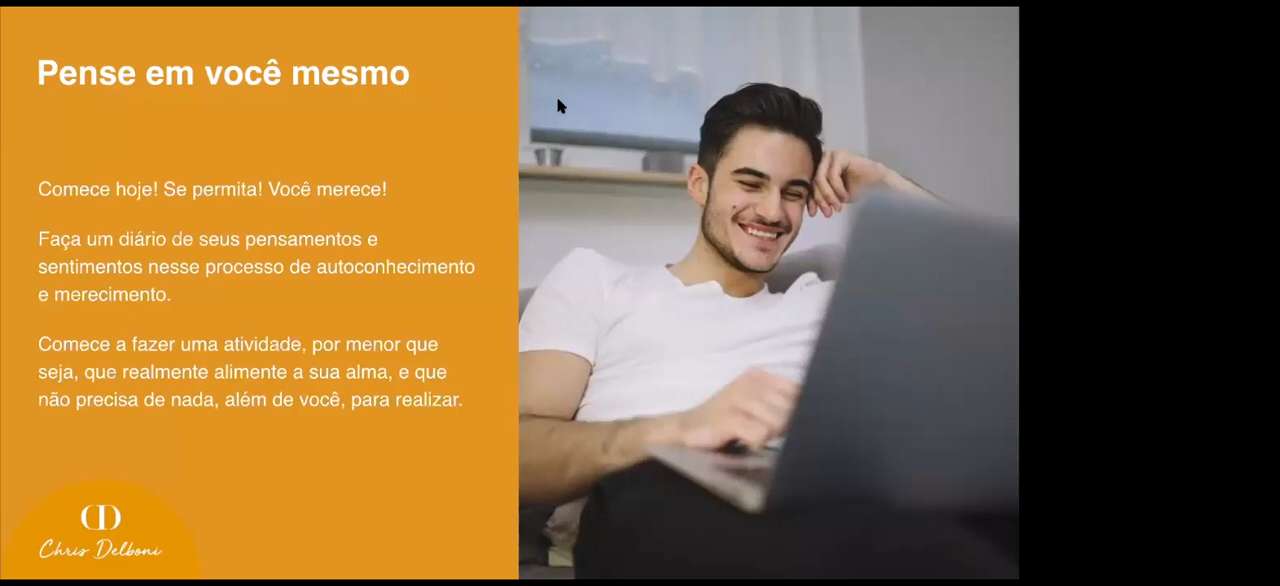 Pense em você mesmo
Comece hoje! Se permita! Você merece!
Faça um diário de seus pensamentos e
sentimentos nesse processo de autoconhecimento
e merecimento.
Comece a fazer uma atividade, por menor que
seja, que realmente alimente a sua alma, e que
não precisa de nada, além de você, para realizar.
CD
Chris Delboni